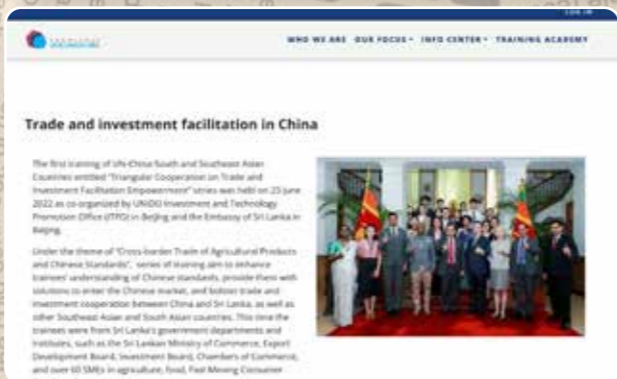 LOG IN
WHO WE ARE OUR FOCUS INFO CENTER TRAINING ACADEMY
Trade and investment facilitation in China
The first training of UN-China South and Southeast Asian
Countries entitled "Triangular Cooperation on Trade and
Investment Facilitation Empowerment" series was held on 23 June
2022 as co-organized by UNIDO Investment and Technology
Promotion Office (ITPO) in Beijing and the Embassy of Sri Lanka in
Beijing.
Under the theme of "Cross-border Trade of Agricultural Products
and Chinese Standards", series of training aim to enhance
trainees' understanding of Chinese standards, provide them with
solutions to enter the Chinese market, and bolster trade and
investment cooperation between China and Sri Lanka, as well as
other Southeast Asian and South Asian countries. This time the
trainees were from Sri Lanka's government departments and
institutes, such as the Sri Lankan Ministry of Commerce, Export
Development Board, Investment Board, Chambers of Commerce,
and over 60 SMEs in agriculture, food, Fast Moving Consumer